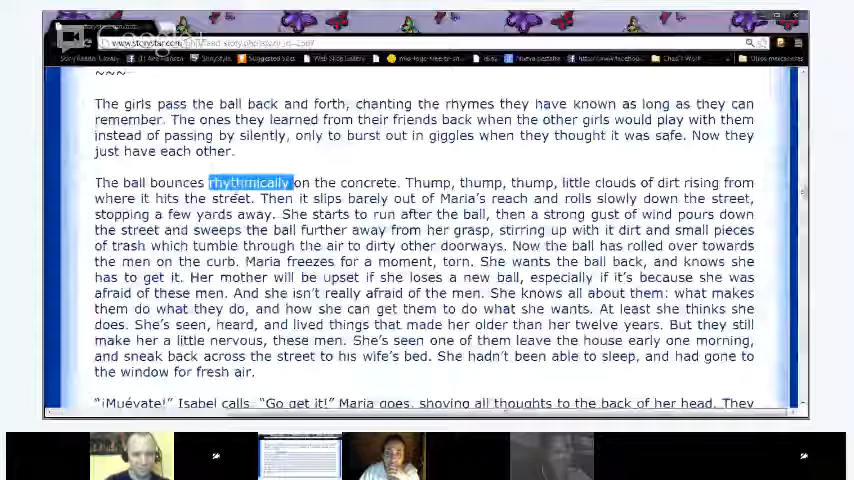 www.storystar.com
Suggested Sites
Web Slice Gallery
eBay
Nueva pestaña
Otros marcadores
~~~
The girls pass the ball back and forth, chanting the rhymes they have known as long as they can
remember. The ones they learned from their friends back when the other girls would play with them
instead of passing by silently, only to burst out in giggles when they thought it was safe. Now they
just have each other.
The ball bounces rhythmically on the concrete. Thump, thump, thump, little clouds of dirt rising from
where it hits the street. Then it slips barely out of Maria's reach and rolls slowly down the street,
stopping a few yards away. She starts to run after the ball, then a strong gust of wind pours down
the street and sweeps the ball further away from her grasp, stirring up with it dirt and small pieces
of trash which tumble through the air to dirty other doorways. Now the ball has rolled over towards
the men on the curb. Maria freezes for a moment, torn. She wants the ball back, and knows she
has to get it. Her mother will be upset if she loses a new ball, especially if it's because she was
afraid of these men. And she isn't really afraid of the men. She knows all about them: what makes
them do what they do, and how she can get them to do what she wants. At least she thinks she
does. She's seen, heard, and lived things that made her older than her twelve years. But they still
make her a little nervous, these men. She's seen one of them leave the house early one morning,
and sneak back across the street to his wife's bed. She hadn't been able to sleep, and had gone to
the window for fresh air.
"¡Muévate!" Isabel calls. "Go get it!" Maria goes, shoving all thoughts to the back of her head. They